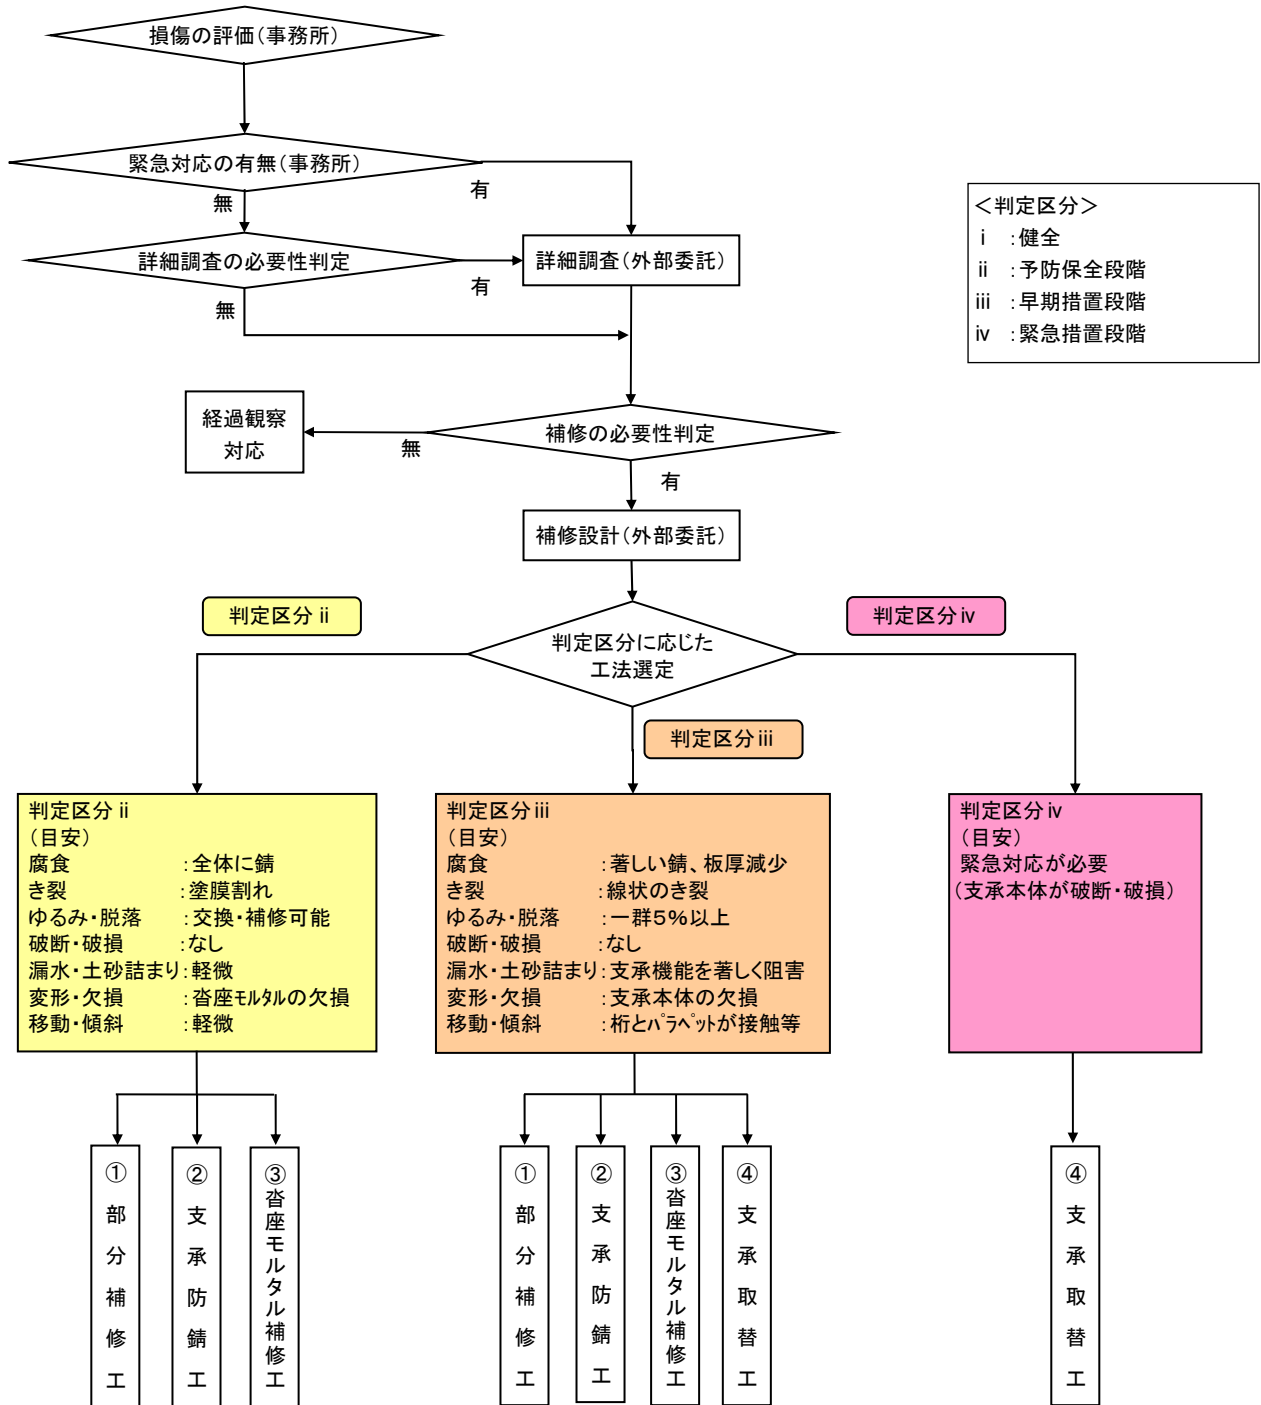 損傷の評価(事務所)
緊急対応の有無(事務所)
有
無
詳細調査の必要性判定
有
無
詳細調査(外部委託)
＜判定区分＞
ⅰ :健全
ⅱ :予防保全段階
ⅲ :早期措置段階
ⅳ :緊急措置段階
経過観察
対応
補修の必要性判定
無
有
補修設計(外部委託)
判定区分ⅱ
判定区分ⅳ
判定区分に応じた
工法選定
判定区分ⅲ
判定区分ⅱ
(目安)
腐食 :全体に錆
き裂 :塗膜割れ
ゆるみ・脱落 :交換・補修可能
破断・破損 :なし
漏水・土砂詰まり:軽微
変形・欠損 :沓座ﾓﾙﾀﾙの欠損
移動・傾斜 :軽微
判定区分ⅲ
(目安)
腐食 :著しい錆、板厚減少
き裂 :線状のき裂
ゆるみ・脱落 :一群5%以上
破断・破損 :なし
漏水・土砂詰まり:支承機能を著しく阻害
変形・欠損 :支承本体の欠損
移動・傾斜 :桁とﾊﾟﾗﾍﾟｯﾄが接触等
判定区分ⅳ
(目安)
緊急対応が必要
(支承本体が破断・破損)
①部分補修工
②支承防錆工
③沓座モルタル補修工
①部分補修工
②支承防錆工
③沓座モルタル補修工
④支承取替工
④支承取替工